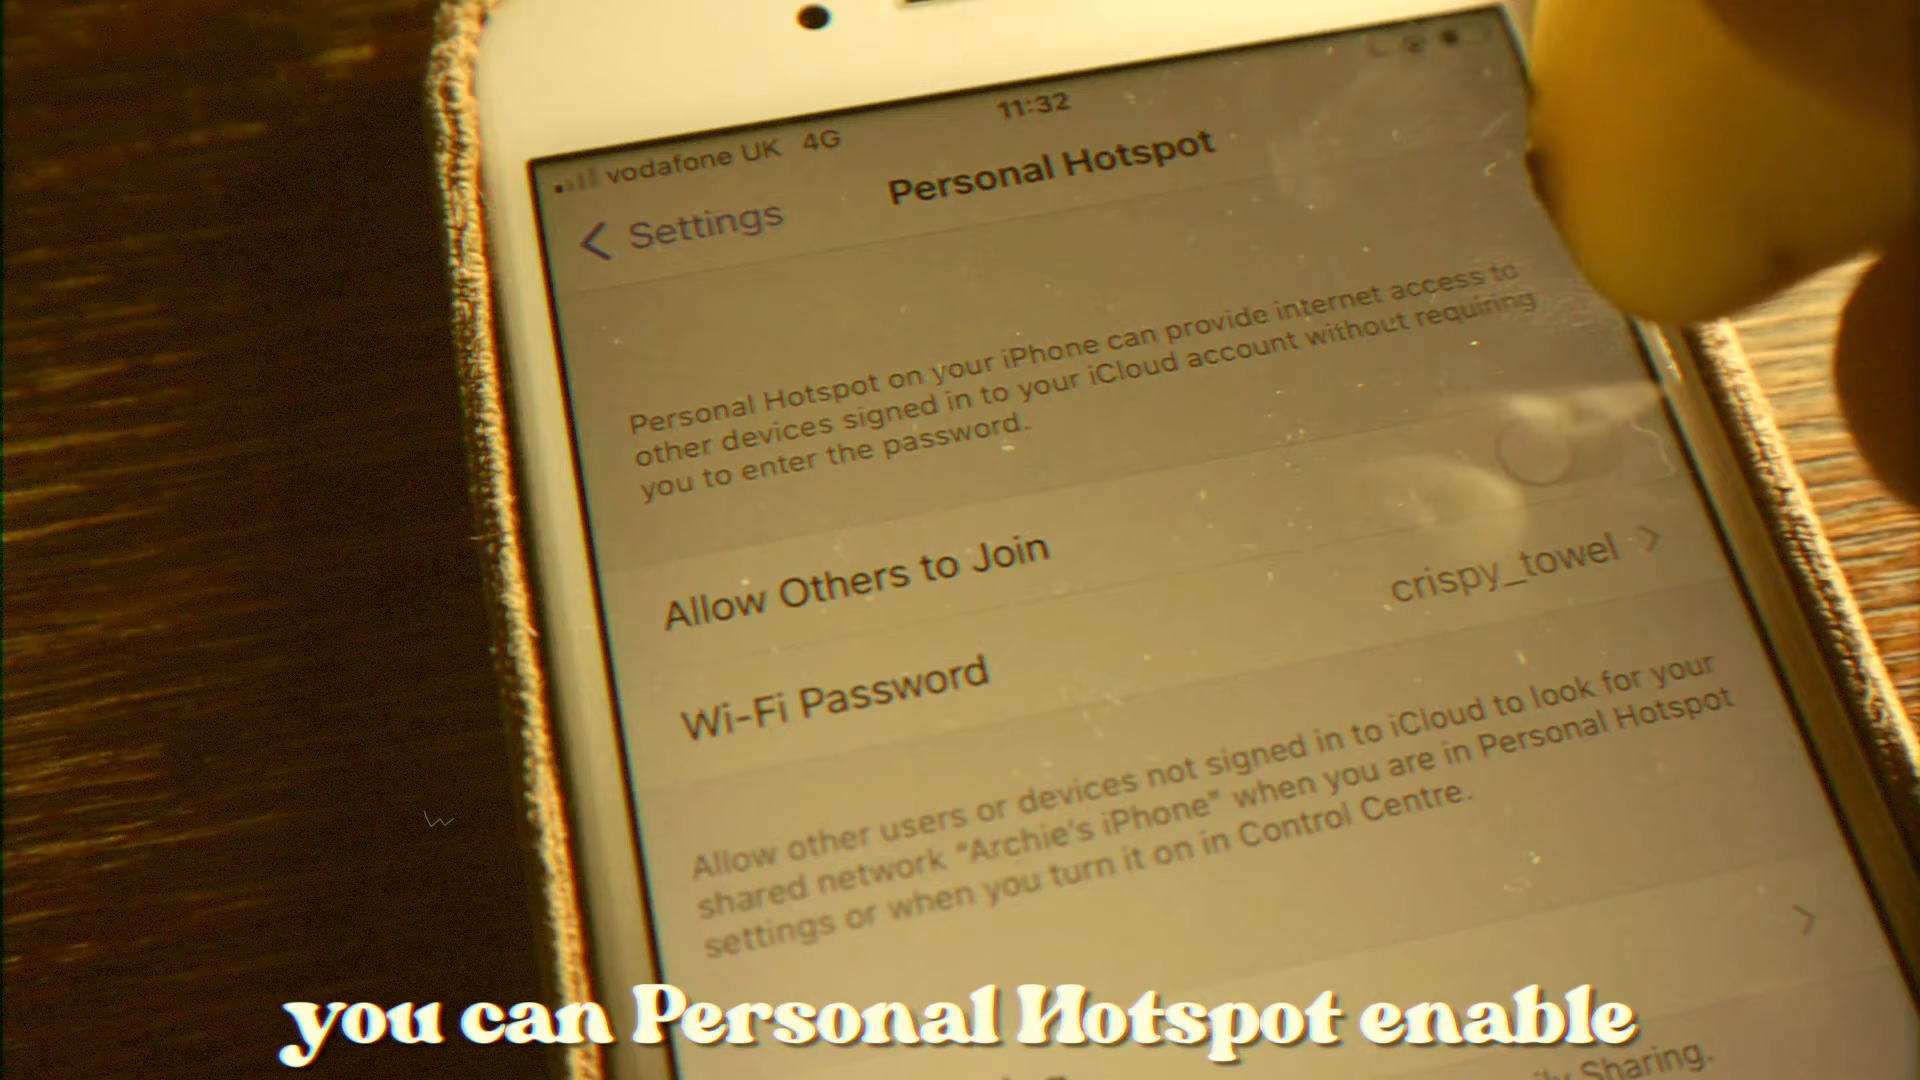 11:32
vodafone UK 4G
Settings
Personal Hotspot
Personal Hotspot on your iPhone can provide internet access to
other devices signed in to your iCloud account without requiring
you to enter the password.
Allow Others to Join
Wi-Fi Password
crispy_towel
Allow other users or devices not signed in to iCloud to look for your
shared network “Archie’s iPhone” when you are in Personal Hotspot
settings or when you turn it on in Control Centre.
you can Personal Hotspot enable
Sharing.